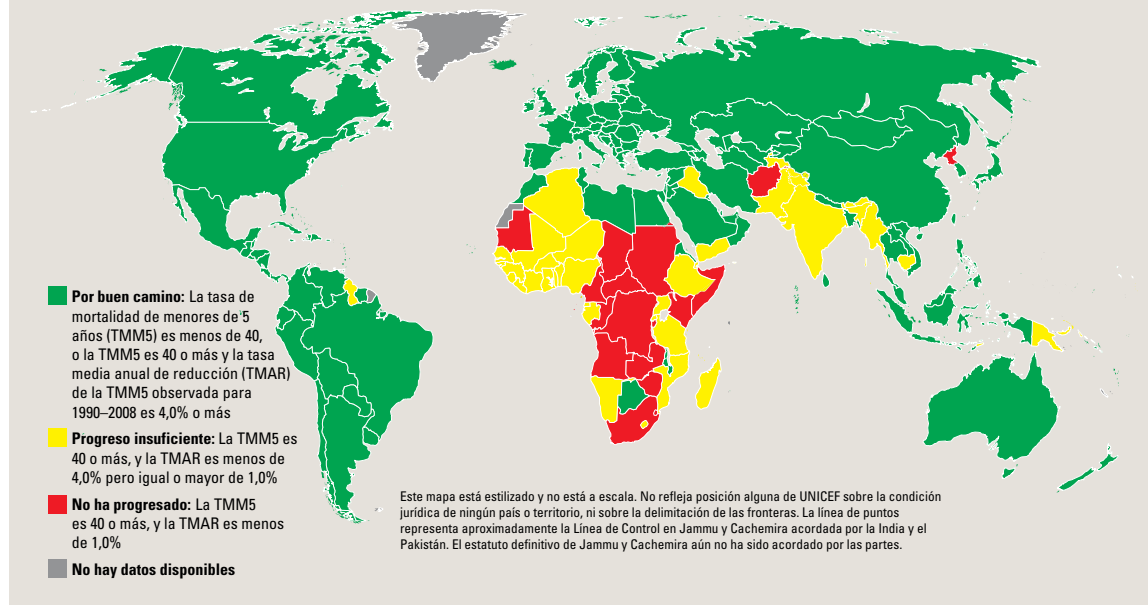 Por buen camino: La tasa de
mortalidad de menores de 5
años (TMM5) es menos de 40,
o la TMM5 es 40 o más y la tasa
media anual de reducción (TMAR)
de la TMM5 observada para
1990–2008 es 4,0% o más
Progreso insuficiente: La TMM5 es
40 o más, y la TMAR es menos de
4,0% pero igual o mayor de 1,0%
No ha progresado: La TMM5
es 40 o más, y la TMAR es menos
de 1,0%
No hay datos disponibles
Este mapa está estilizado y no está a escala. No refleja posición alguna de UNICEF sobre la condición
jurídica de ningún país o territorio, ni sobre la delimitación de las fronteras. La línea de puntos
representa aproximadamente la Línea de Control en Jammu y Cachemira acordada por la India y el
Pakistán. El estatuto definitivo de Jammu y Cachemira aún no ha sido acordado por las partes.